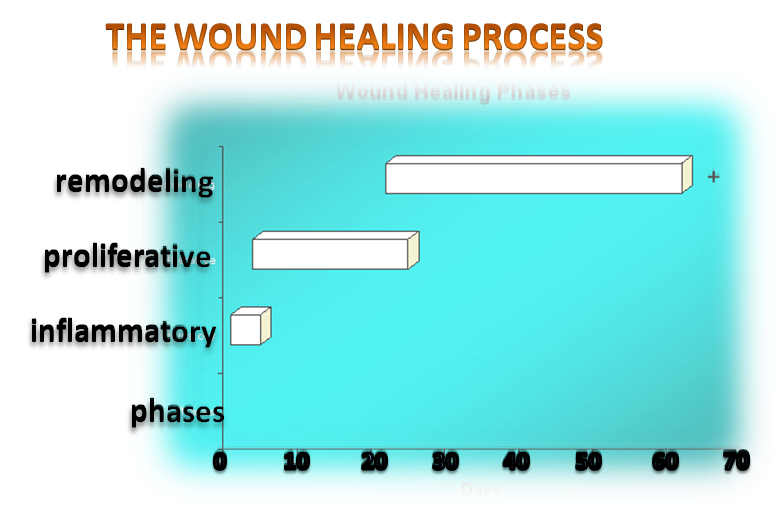 THE WOUND HEALING PROCESS
Wound Healing Phases
remodeling
+
proliferative
inflammatory
phases
0 10 20 30 40 50 60 70
Days